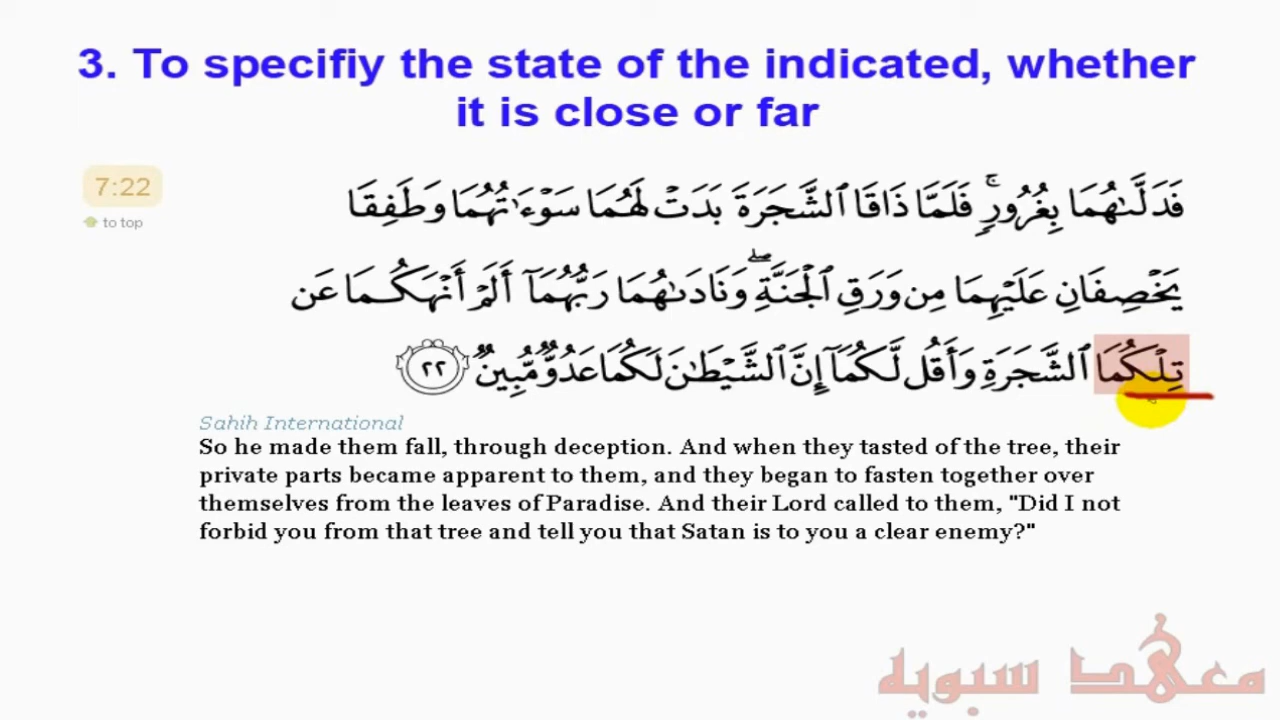 3. To specifiy the state of the indicated, whether
it is close or far
7:22
to top
فَدَلَّىٰهُمَا بِغُرُورٍۚ فَلَمَّا ذَاقَا ٱلشَّجَرَةَ بَدَتْ لَهُمَا سَوْءَٰتُهُمَا وَطَفِقَا
يَخْصِفَانِ عَلَيْهِمَا مِن وَرَقِ ٱلْجَنَّةِۖ وَنَادَىٰهُمَا رَبُّهُمَآ أَلَمْ أَنْهَكُمَا عَن
تِلْكُمَا ٱلشَّجَرَةِ وَأَقُل لَّكُمَآ إِنَّ ٱلشَّيْطَٰنَ لَكُمَا عَدُوٌّ مُّبِينٌ ٢٢
Sahih International
So he made them fall, through deception. And when they tasted of the tree, their
private parts became apparent to them, and they began to fasten together over
themselves from the leaves of Paradise. And their Lord called to them, "Did I not
forbid you from that tree and tell you that Satan is to you a clear enemy?"
معهد سيبويه